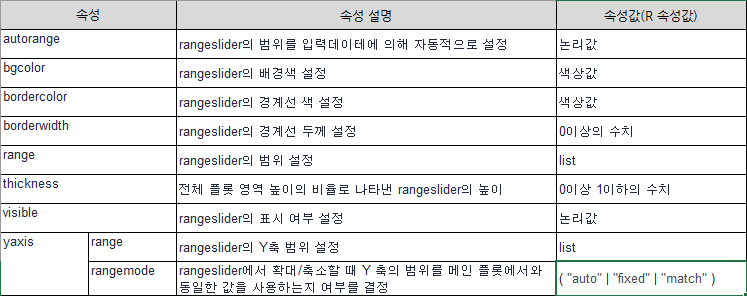 속성 속성 설명 속성값(R 속성값)
autorange rangeslider의 범위를 입력데이테에 의해 자동적으로 설정 논리값
bgcolor rangeslider의 배경색 설정 색상값
bordercolor rangeslider의 경계선 색 설정 색상값
borderwidth rangeslider의 경계선 두께 설정 0이상의 수치
range rangeslider의 범위 설정 list
thickness 전체 플롯 영역 높이의 비율로 나타낸 rangeslider의 높이 0이상 1이하의 수치
visible rangeslider의 표시 여부 설정 논리값
yaxis range rangeslider의 Y축 범위 설정 list
rangemode rangeslider에서 확대/축소할 때 Y 축의 범위를 메인 플롯에서와 ( "auto" | "fixed" | "match" )
동일한 값을 사용하는지 여부를 결정